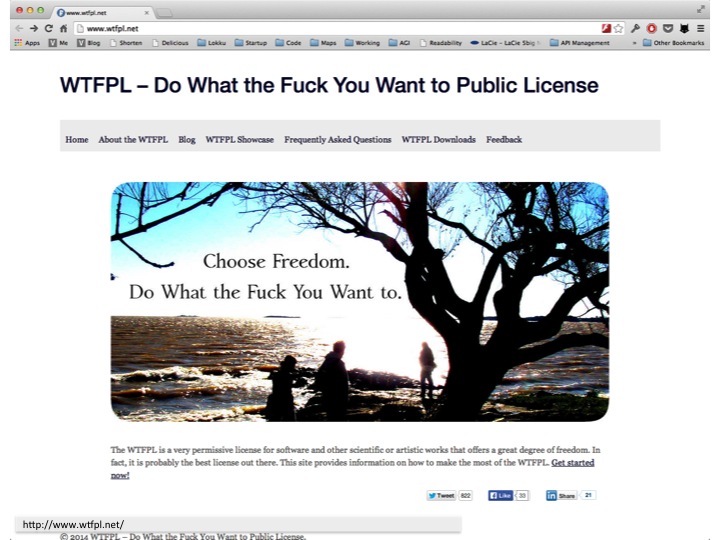 www.wtfpl.net
www.wtfpl.net
Apps Me Blog Shorten Delicious Lokku Startup Code Maps Working AGI Readability LaCie - LaCie Sbig API Management » Other Bookmarks
WTFPL – Do What the Fuck You Want to Public License
Home About the WTFPL Blog WTFPL Showcase Frequently Asked Questions WTFPL Downloads Feedback
Choose Freedom.
Do What the Fuck You Want to.
The WTFPL is a very permissive license for software and other scientific or artistic works that offers a great degree of freedom. In
fact, it is probably the best license out there. This site provides information on how to make the most of the WTFPL. Get started
now!
Tweet 622 Like 33 Share 21
http://www.wtfpl.net/
© 2014 WTFPL – Do What the Fuck You Want to Public License.